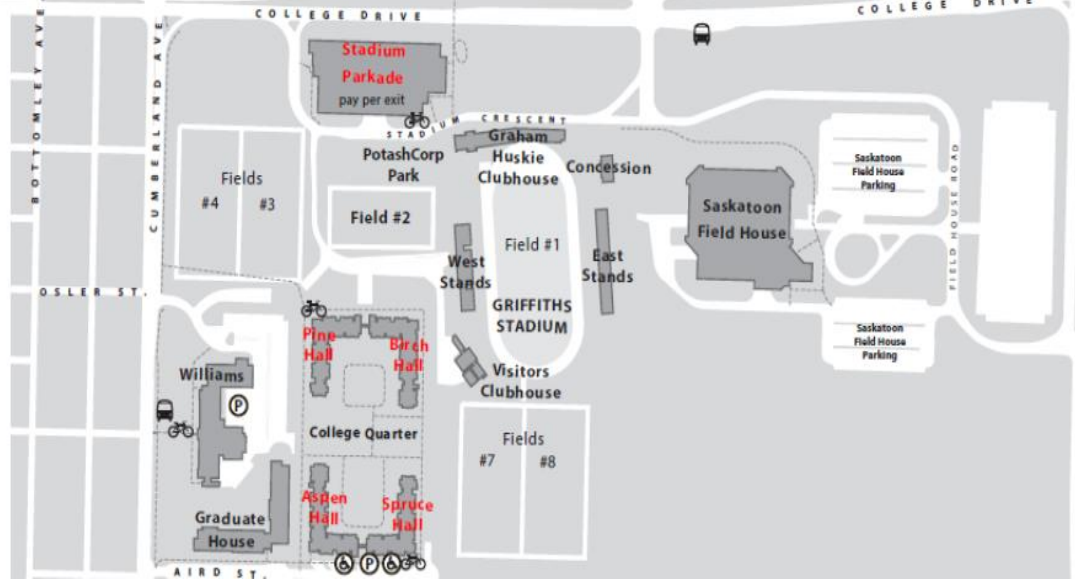 COLLEGE DRIVE
COLLEGE DRIVE
BOTTOMLEY AVE
CUMBERLAND AVE
Stadium
Parkade
pay per exit
STADIUM CRESCENT
PotashCorp
Park
Graham
Huskie
Clubhouse
Concession
Fields
#4 #3
Field #2
Field #1
West
Stands
East
Stands
GRIFFITHS
STADIUM
Saskatoon
Field House
Saskatoon
Field House
Parking
FIELD HOUSE ROAD
OSLER ST.
Pine
Hall
Birch
Hall
Visitors
Clubhouse
Saskatoon
Field House
Parking
Williams
P
College Quarter
Fields
#7 #8
Aspen
Hall
Spruce
Hall
Graduate
House
P
AIRD ST.